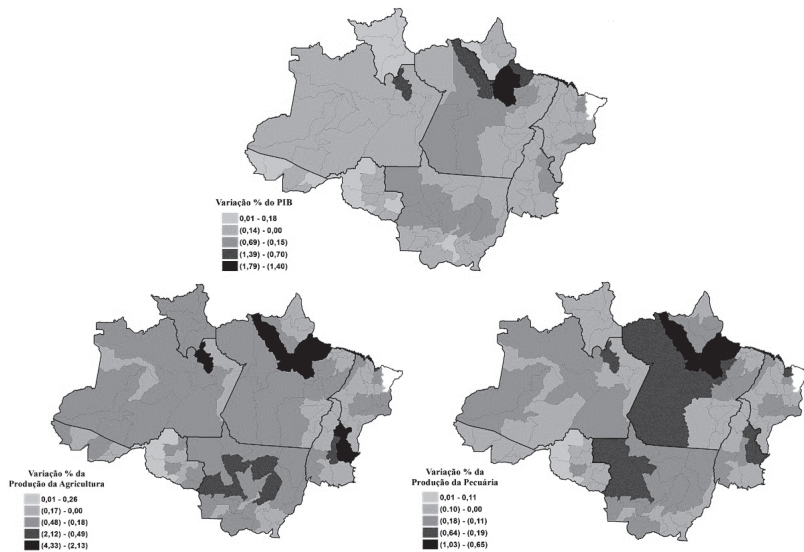 Variação % do PIB
0,01 - 0,18
(0,14) - 0,00
(0,69) - (0,15)
(1,39) - (0,70)
(1,79) - (1,40)
Variação % da
Produção da Agricultura
0,01 - 0,26
(0,17) - 0,00
(0,48) - (0,18)
(2,12) - (0,49)
(4,33) - (2,13)
Variação % da
Produção da Pecuária
0,01 - 0,11
(0.10) - 0,00
(0,18) - (0,11)
(0,64) - (0,19)
(1,03) - (0,65)